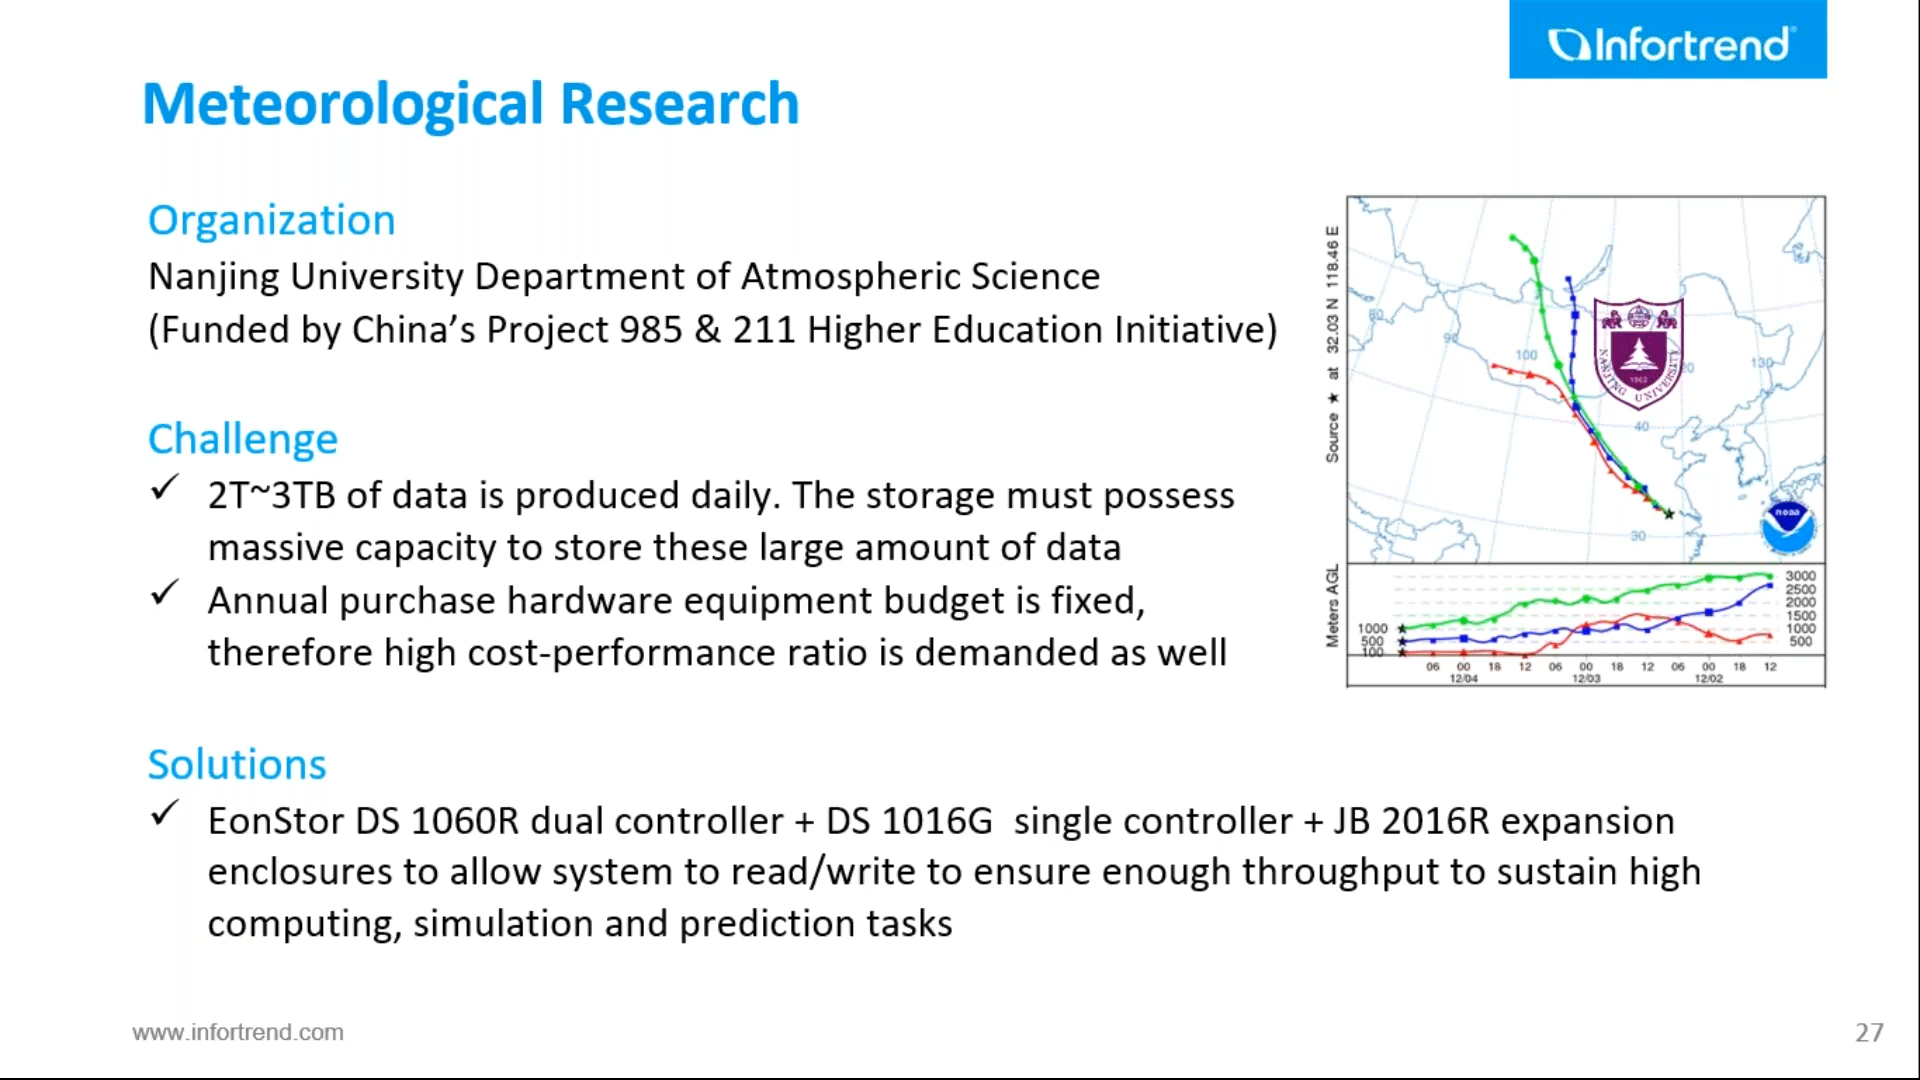 Infortrend
Meteorological Research
Organization
Nanjing University Department of Atmospheric Science
(Funded by China’s Project 985 & 211 Higher Education Initiative)
Challenge
✓ 2T~3TB of data is produced daily. The storage must possess
massive capacity to store these large amount of data
✓ Annual purchase hardware equipment budget is fixed,
therefore high cost-performance ratio is demanded as well
Solutions
✓ EonStor DS 1060R dual controller + DS 1016G  single controller + JB 2016R expansion
enclosures to allow system to read/write to ensure enough throughput to sustain high
computing, simulation and prediction tasks
Source ★ at 32.03 N 118.46 E
80
90
100
130
40
30
NANJING UNIVERSITY
1902
noaa
Meters AGL
3000
2500
2000
1500
1000 1000
500 500
100
06 00 18 12 06 00 18 12 06 00 18 12
12/04 12/03 12/02
www.infortrend.com
27